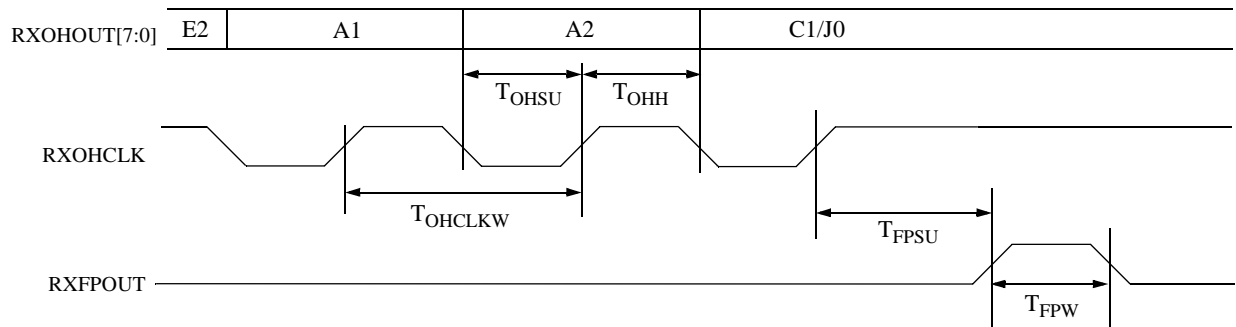 RXOHOUT[7:0] E2 A1 A2 C1/J0
TOHSU TOHH
RXOHCLK
TOHCLKW
TFPSU
RXFPOUT
TFPW